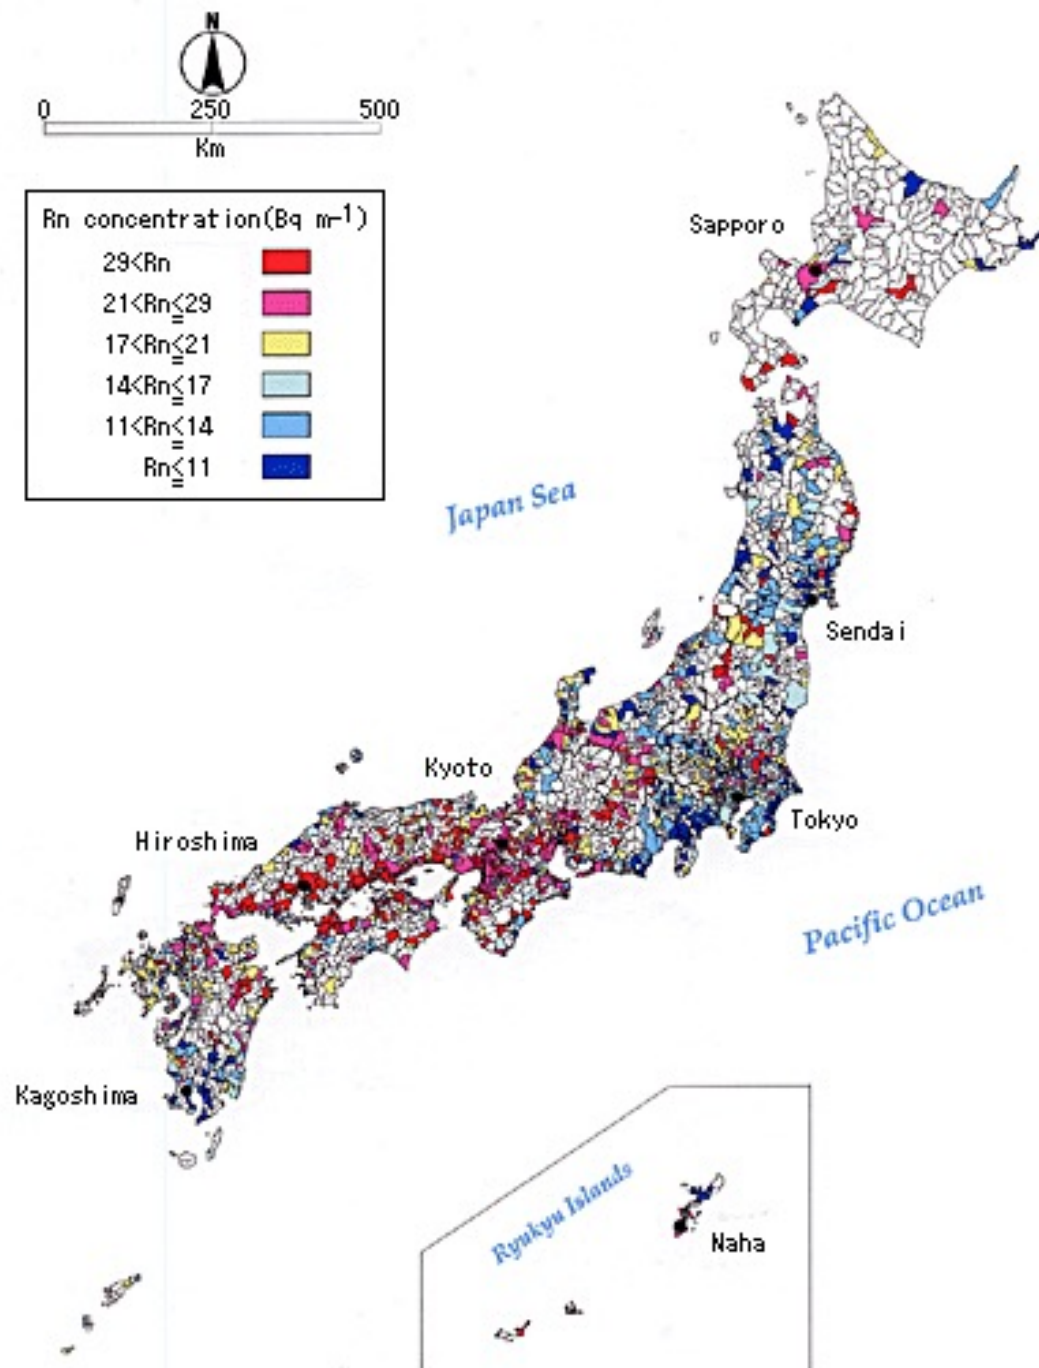 N
0 250 500
Km
Rn concentration(Bq m⁻¹)
29<Rn
21<Rn≦29
17<Rn≦21
14<Rn≦17
11<Rn≦14
Rn≦11
Sapporo
Japan Sea
Sendai
Kyoto
Tokyo
Hiroshima
Pacific Ocean
Kagoshima
Ryukyu Islands
Naha